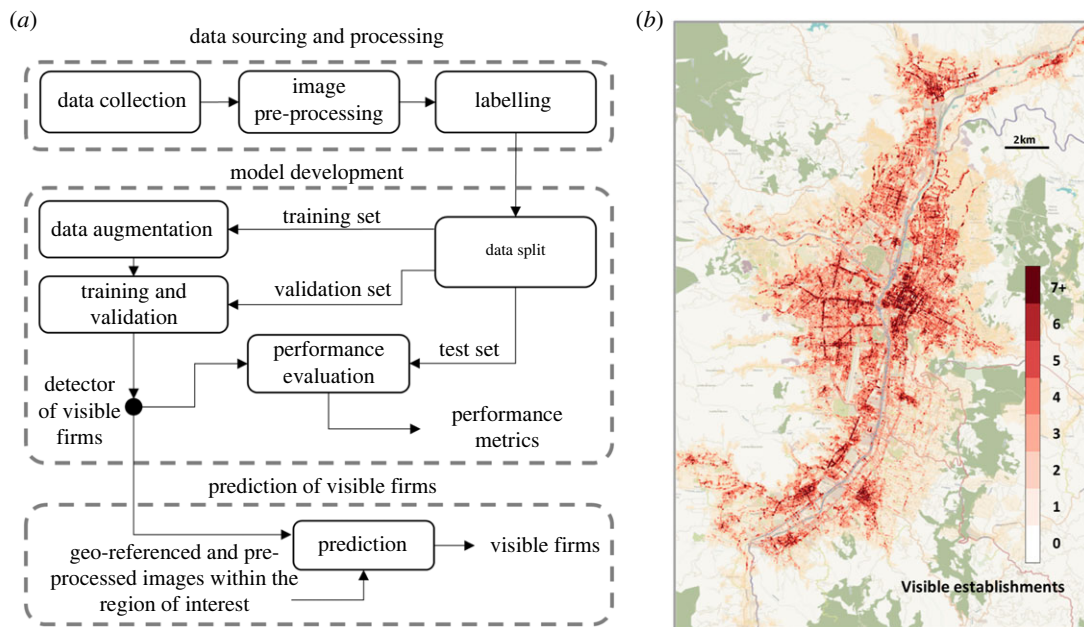 (a)
data sourcing and processing
data collection
image
pre-processing
labelling
model development
data augmentation
training set
data split
training and
validation
validation set
performance
evaluation
test set
detector
of visible
firms
performance
metrics
prediction of visible firms
geo-referenced and pre-
processed images within the
region of interest
prediction
visible firms
(b)
2km
7+
6
5
4
3
2
1
0
Visible establishments